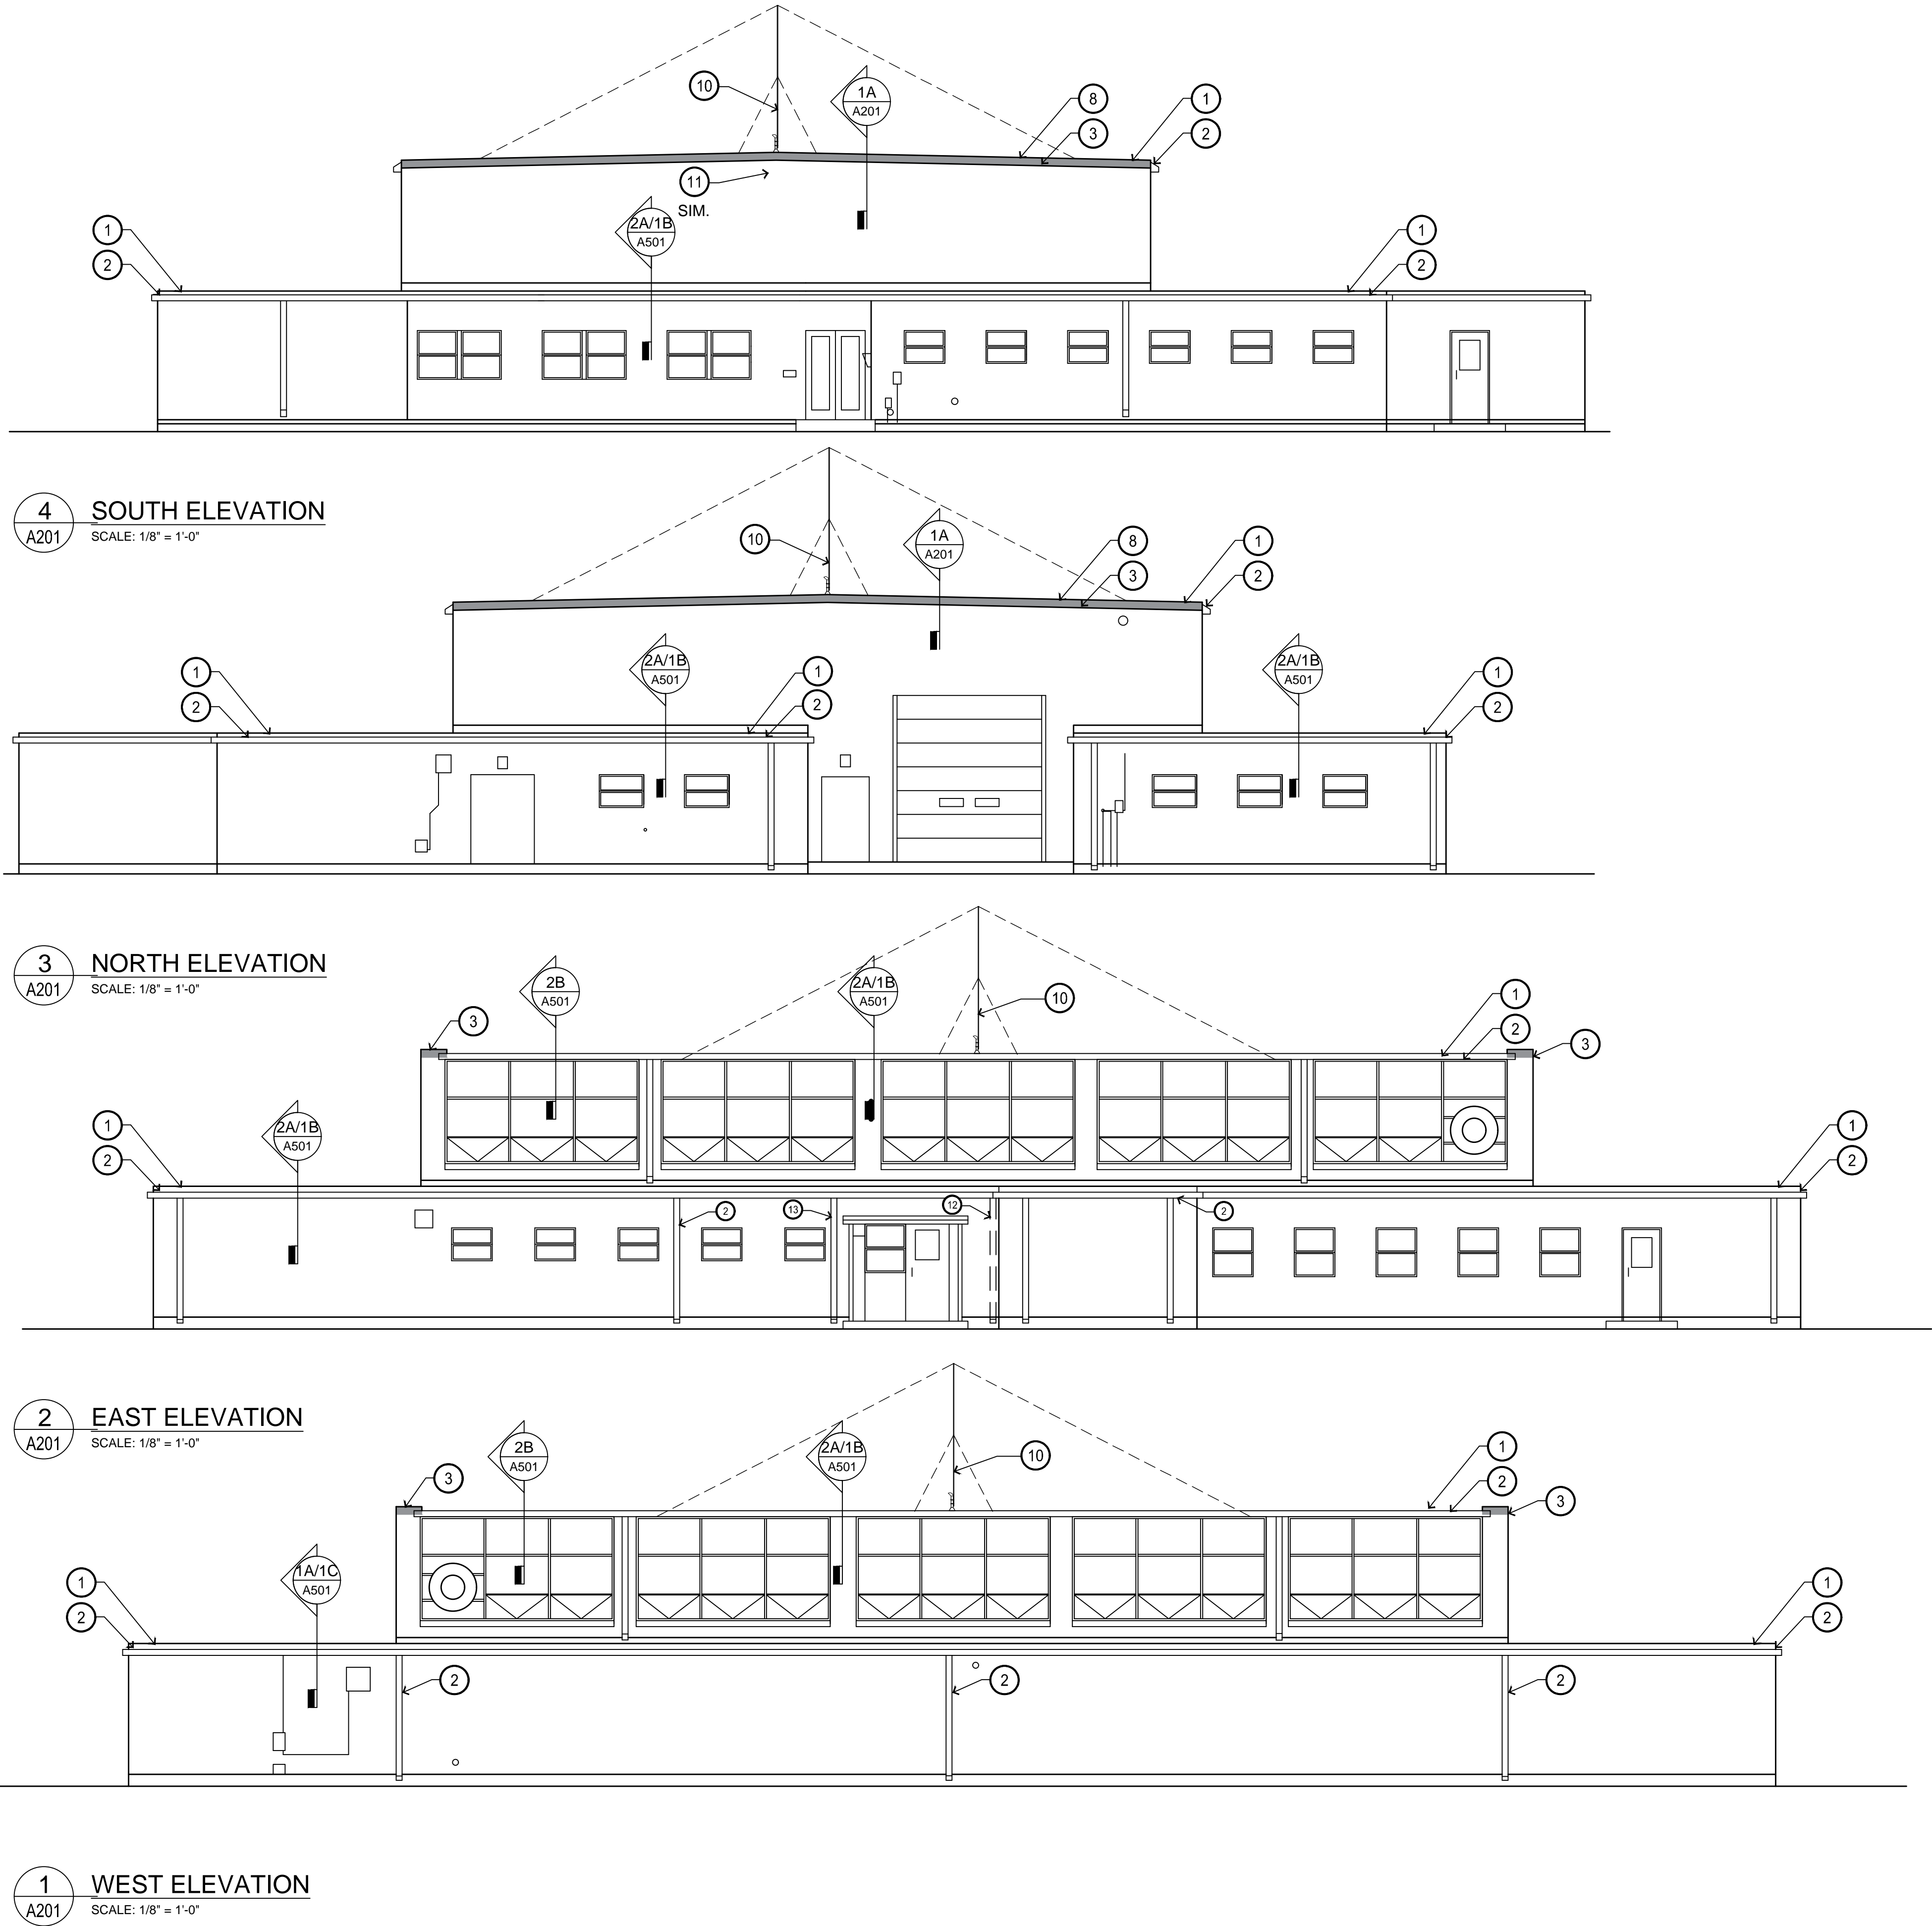 10
1A
A201
8
1
3
2
11
SIM.
2A/1B
A501
1
2
1
2
4
A201
SOUTH ELEVATION
SCALE: 1/8" = 1'-0"
10
1A
A201
8
1
3
2
1
2
2A/1B
A501
1
2
2A/1B
A501
1
2
3
A201
NORTH ELEVATION
SCALE: 1/8" = 1'-0"
3
2B
A501
2A/1B
A501
10
1
2
3
1
2
2A/1B
A501
1
2
2
13
12
2
2
A201
EAST ELEVATION
SCALE: 1/8" = 1'-0"
3
2B
A501
2A/1B
A501
10
1
2
3
1
2
1A/1C
A501
1
2
2
2
2
1
A201
WEST ELEVATION
SCALE: 1/8" = 1'-0"